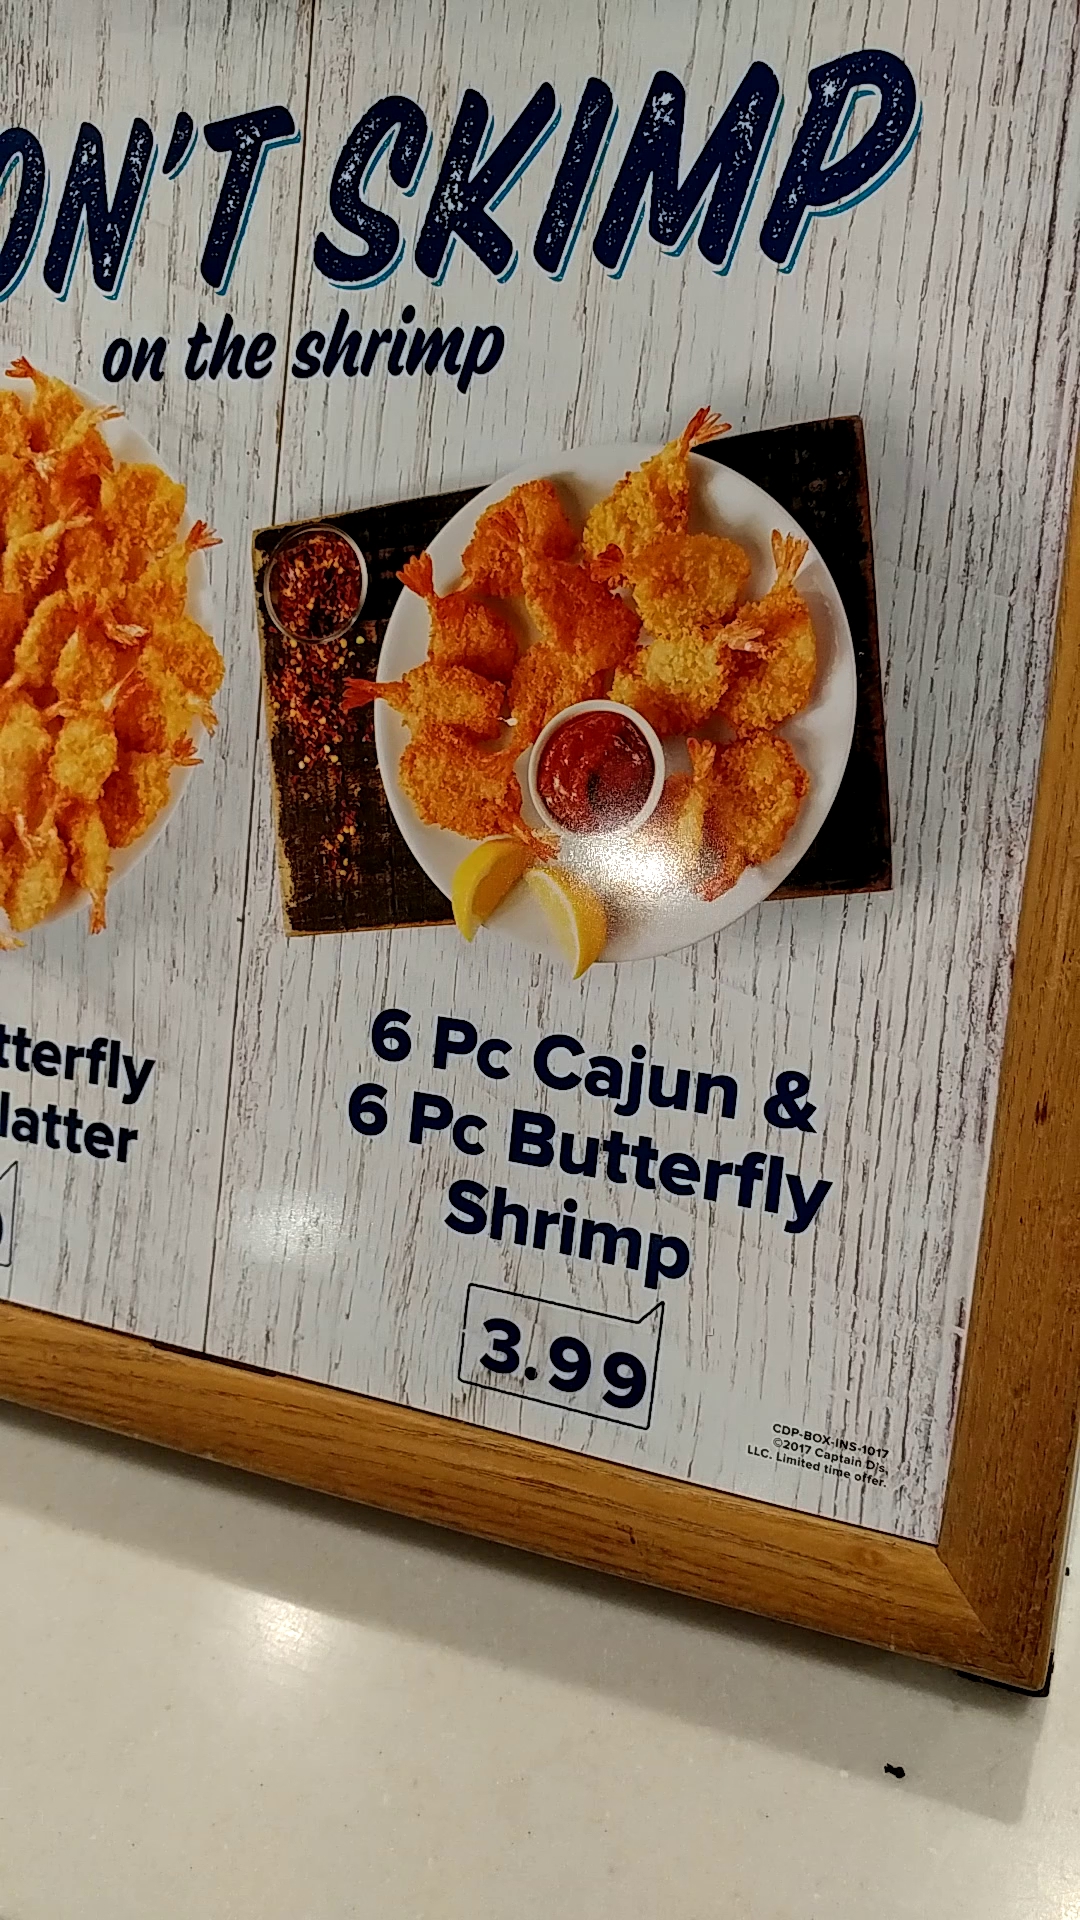 ON'T SKIMP
on the shrimp
tterfly
latter
6 Pc Cajun &
6 Pc Butterfly
Shrimp
3.99
CDP-BOX-INS-1017
©2017 Captain D's,
LLC. Limited time offer.